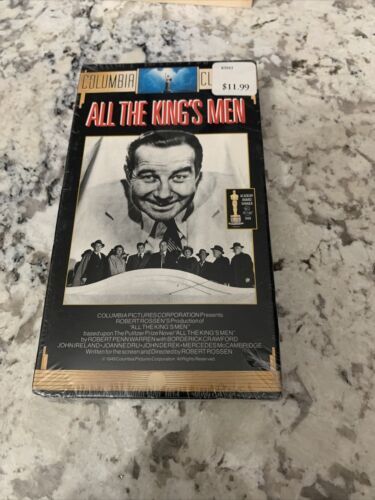 COLUMBIA CL
$11.99
ALL THE KING'S MEN
ACADEMY
AWARD
WINNER
COLUMBIA PICTURES CORPORATION Presents
ROBERT ROSSEN'S Production of
"ALL THE KING'S MEN"
based upon The Pulitzer Prize Novel "ALL THE KING'S MEN"
by ROBERT PENN WARREN with BORDERICK CRAWFORD
JOHN IRELAND • JOANNE DRU • JOHN DEREK • MERCEDES McCAMBRIDGE
Written for the screen and Directed by ROBERT ROSSEN
© 1949 Columbia Pictures Corporation. All Rights Reserved.